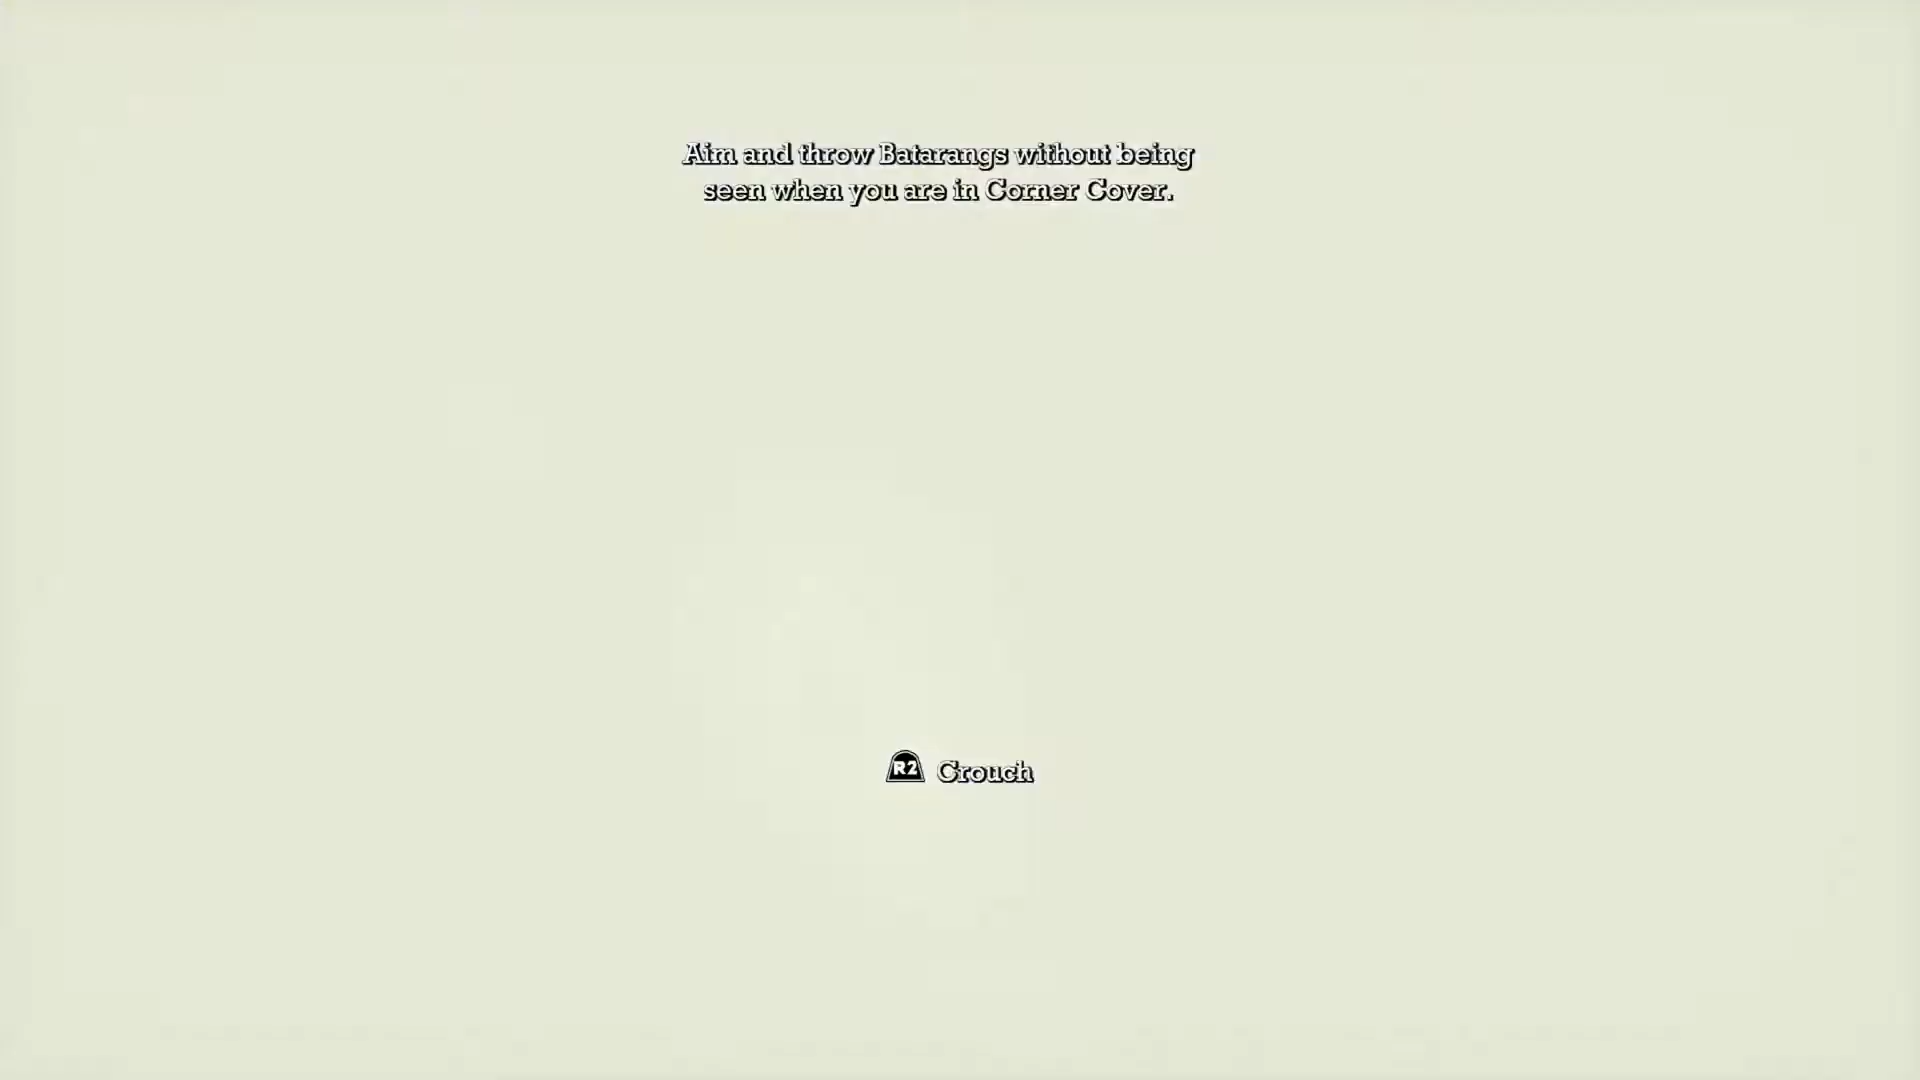 Aim and throw Batarangs without being
seen when you are in Corner Cover.
R2 Crouch